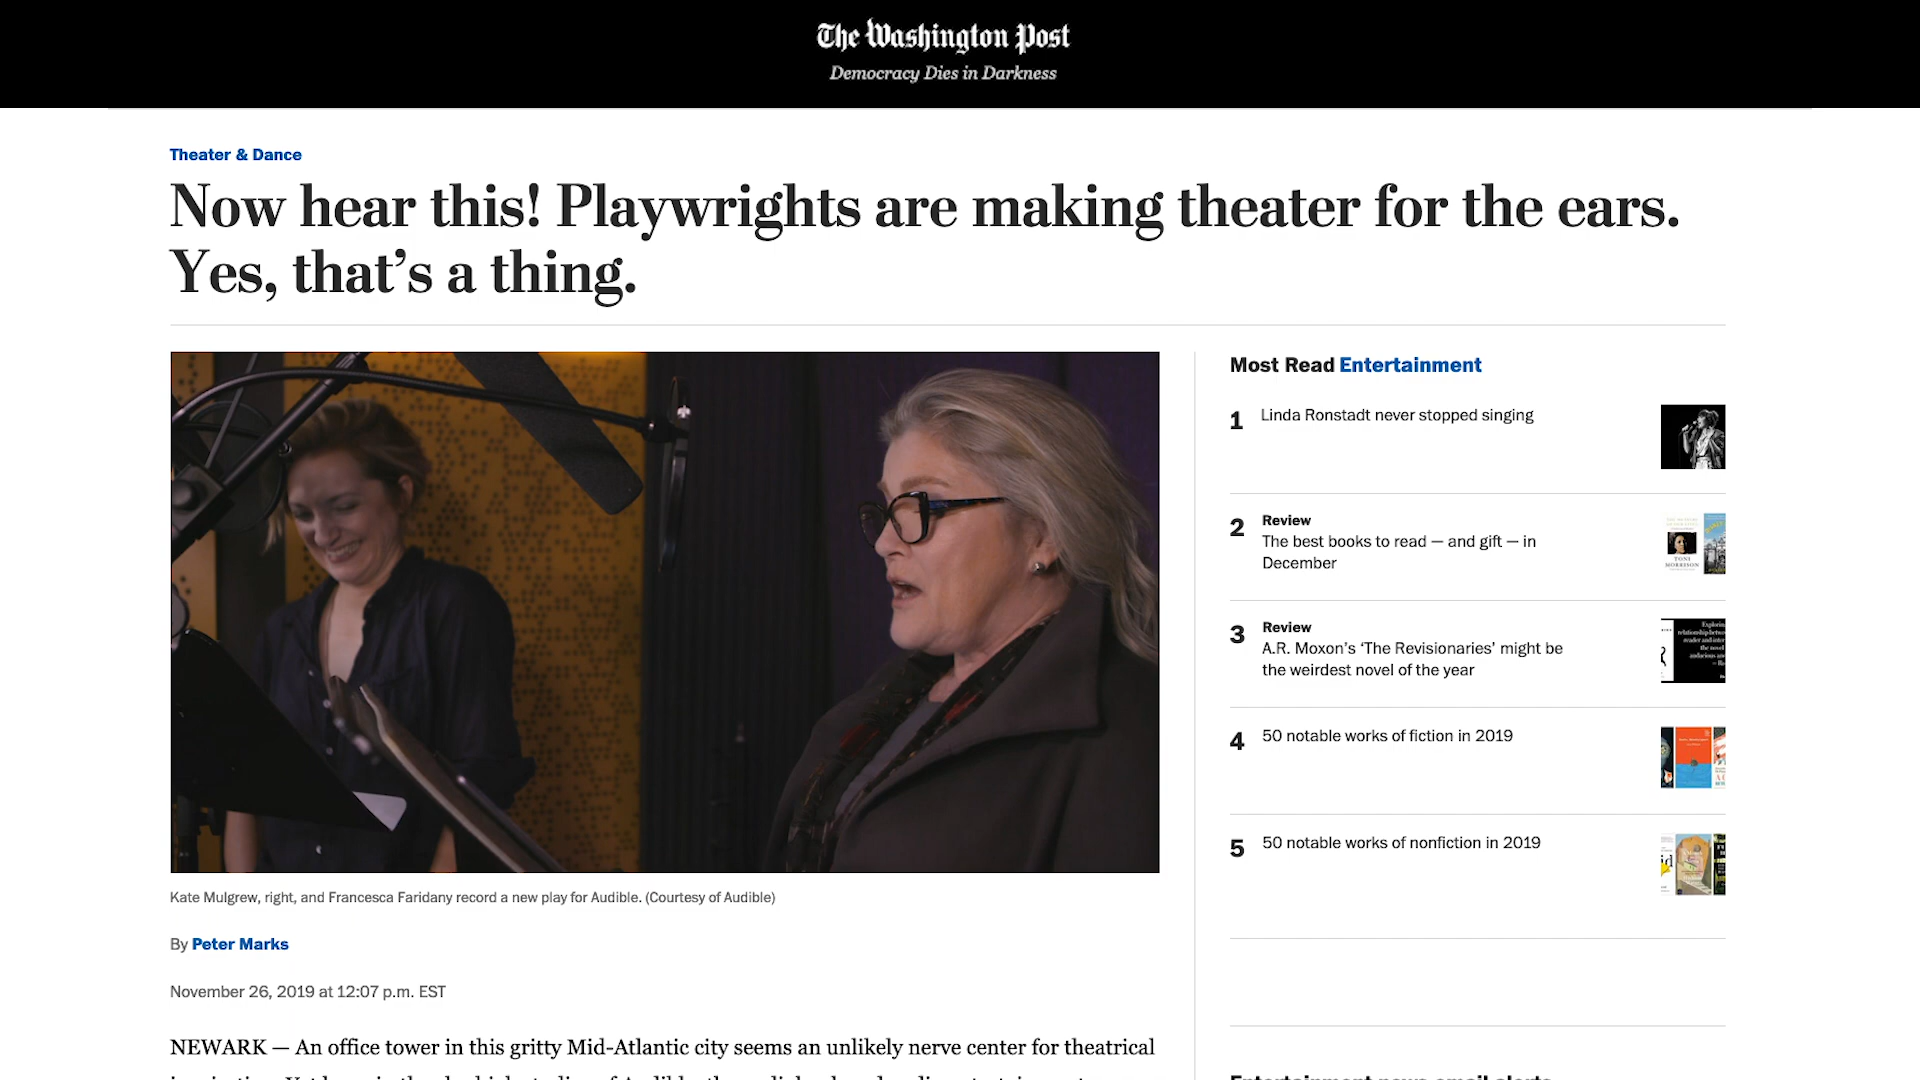 The Washington Post
Democracy Dies in Darkness
Theater & Dance
Now hear this! Playwrights are making theater for the ears.
Yes, that’s a thing.
Kate Mulgrew, right, and Francesca Faridany record a new play for Audible. (Courtesy of Audible)
By Peter Marks
November 26, 2019 at 12:07 p.m. EST
NEWARK — An office tower in this gritty Mid-Atlantic city seems an unlikely nerve center for theatrical
Most Read Entertainment
1 Linda Ronstadt never stopped singing
2 Review
The best books to read — and gift — in
December
TONI
MORRISON
3 Review
A.R. Moxon’s ‘The Revisionaries’ might be
the weirdest novel of the year
4 50 notable works of fiction in 2019
5 50 notable works of nonfiction in 2019
Entertainment news email alerts